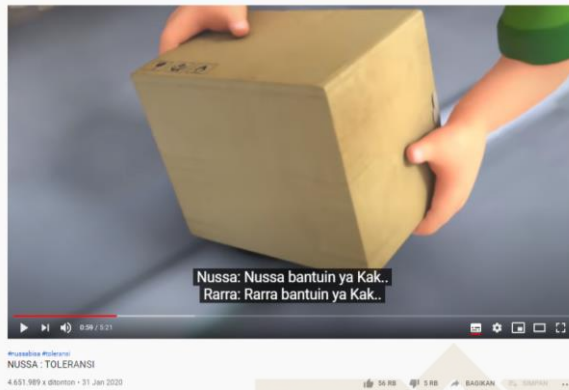 Nussa: Nussa bantuin ya Kak..
Rarra: Rarra bantuin ya Kak..
0:56 / 5:21
#nussabisa #toleransi
NUSSA : TOLERANSI
4.651.989 x ditonton • 31 Jan 2020
56 RB 5 RB BAGIKAN SIMPAN